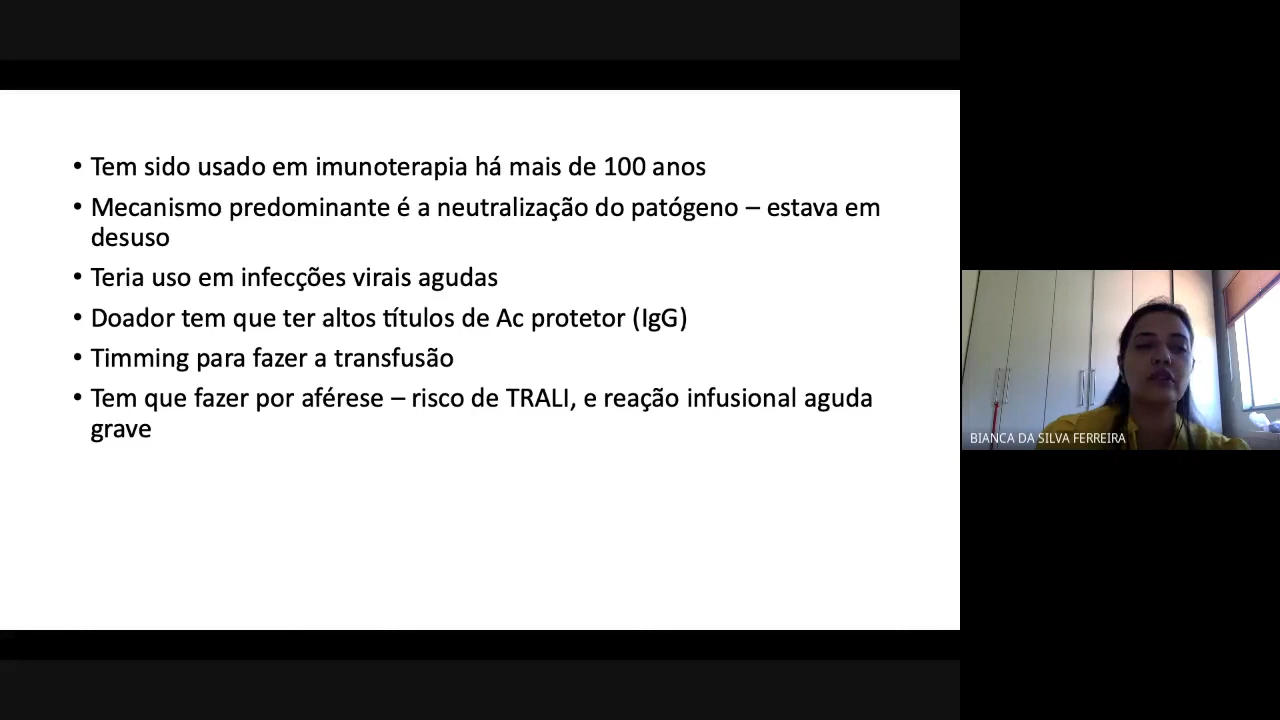 • Tem sido usado em imunoterapia há mais de 100 anos
• Mecanismo predominante é a neutralização do patógeno – estava em
desuso
• Teria uso em infecções virais agudas
• Doador tem que ter altos títulos de Ac protetor (IgG)
• Timming para fazer a transfusão
• Tem que fazer por aférese – risco de TRALI, e reação infusional aguda
grave
BIANCA DA SILVA FERREIRA